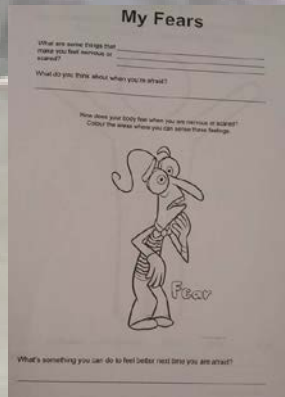 My Fears
What are some things that
make you feel nervous or
scared?
What do you think about when you're afraid?
How does your body feel when you are nervous or scared?
Colour the areas where you can sense these feelings.
Fear
What's something you can do to feel better next time you are afraid?